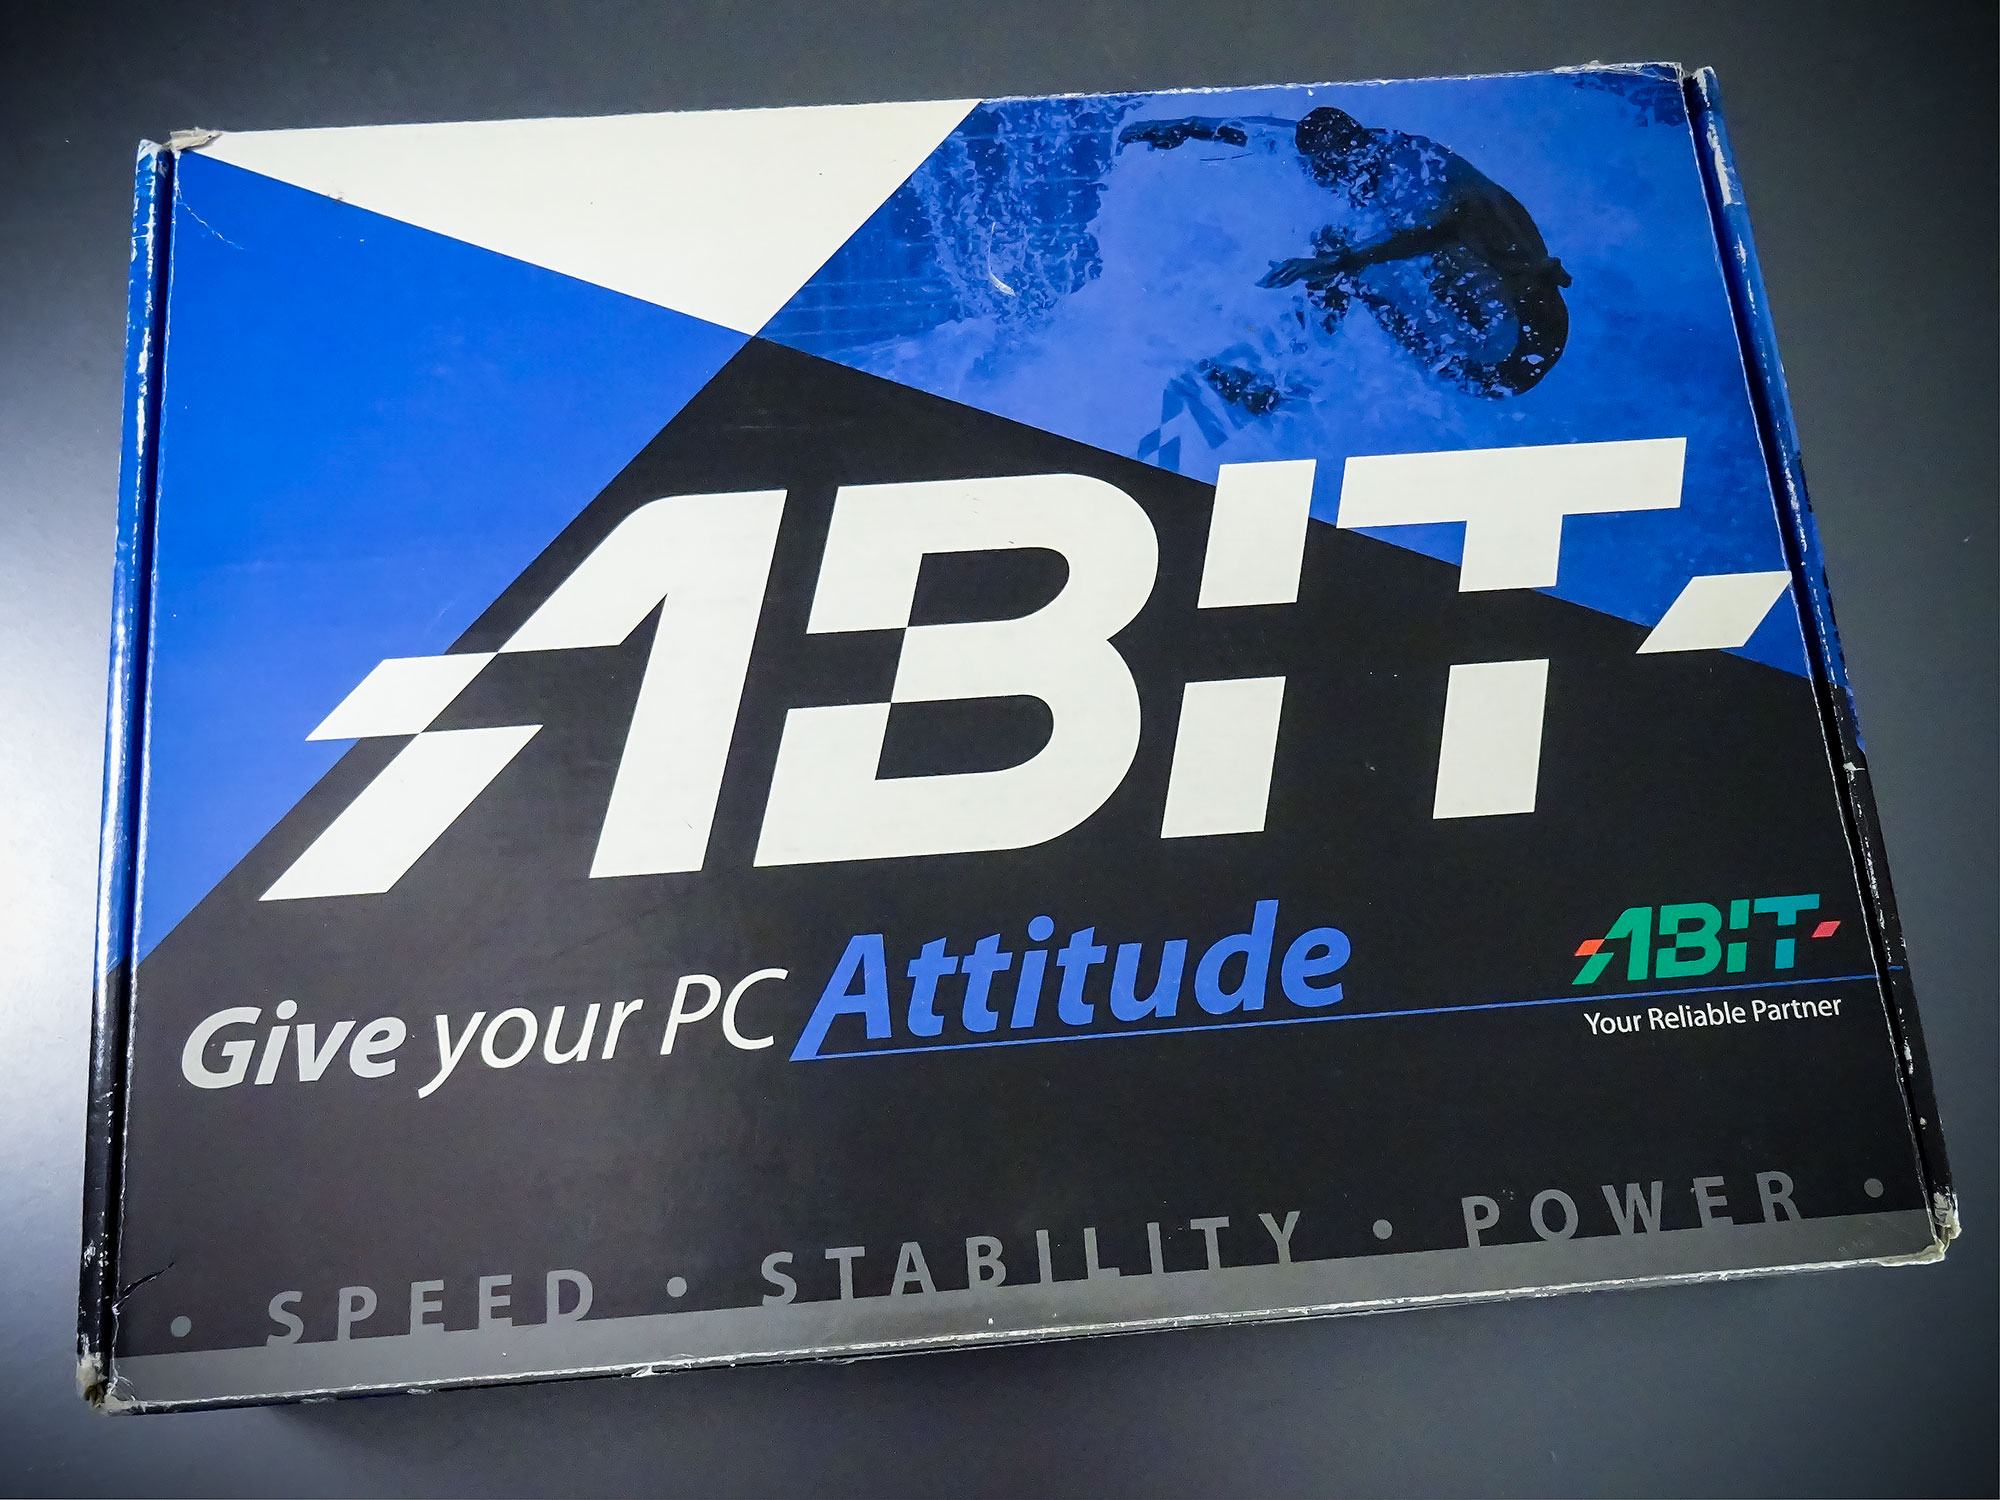 ABIT
Give your PC Attitude
ABIT
Your Reliable Partner
• SPEED • STABILITY • POWER •